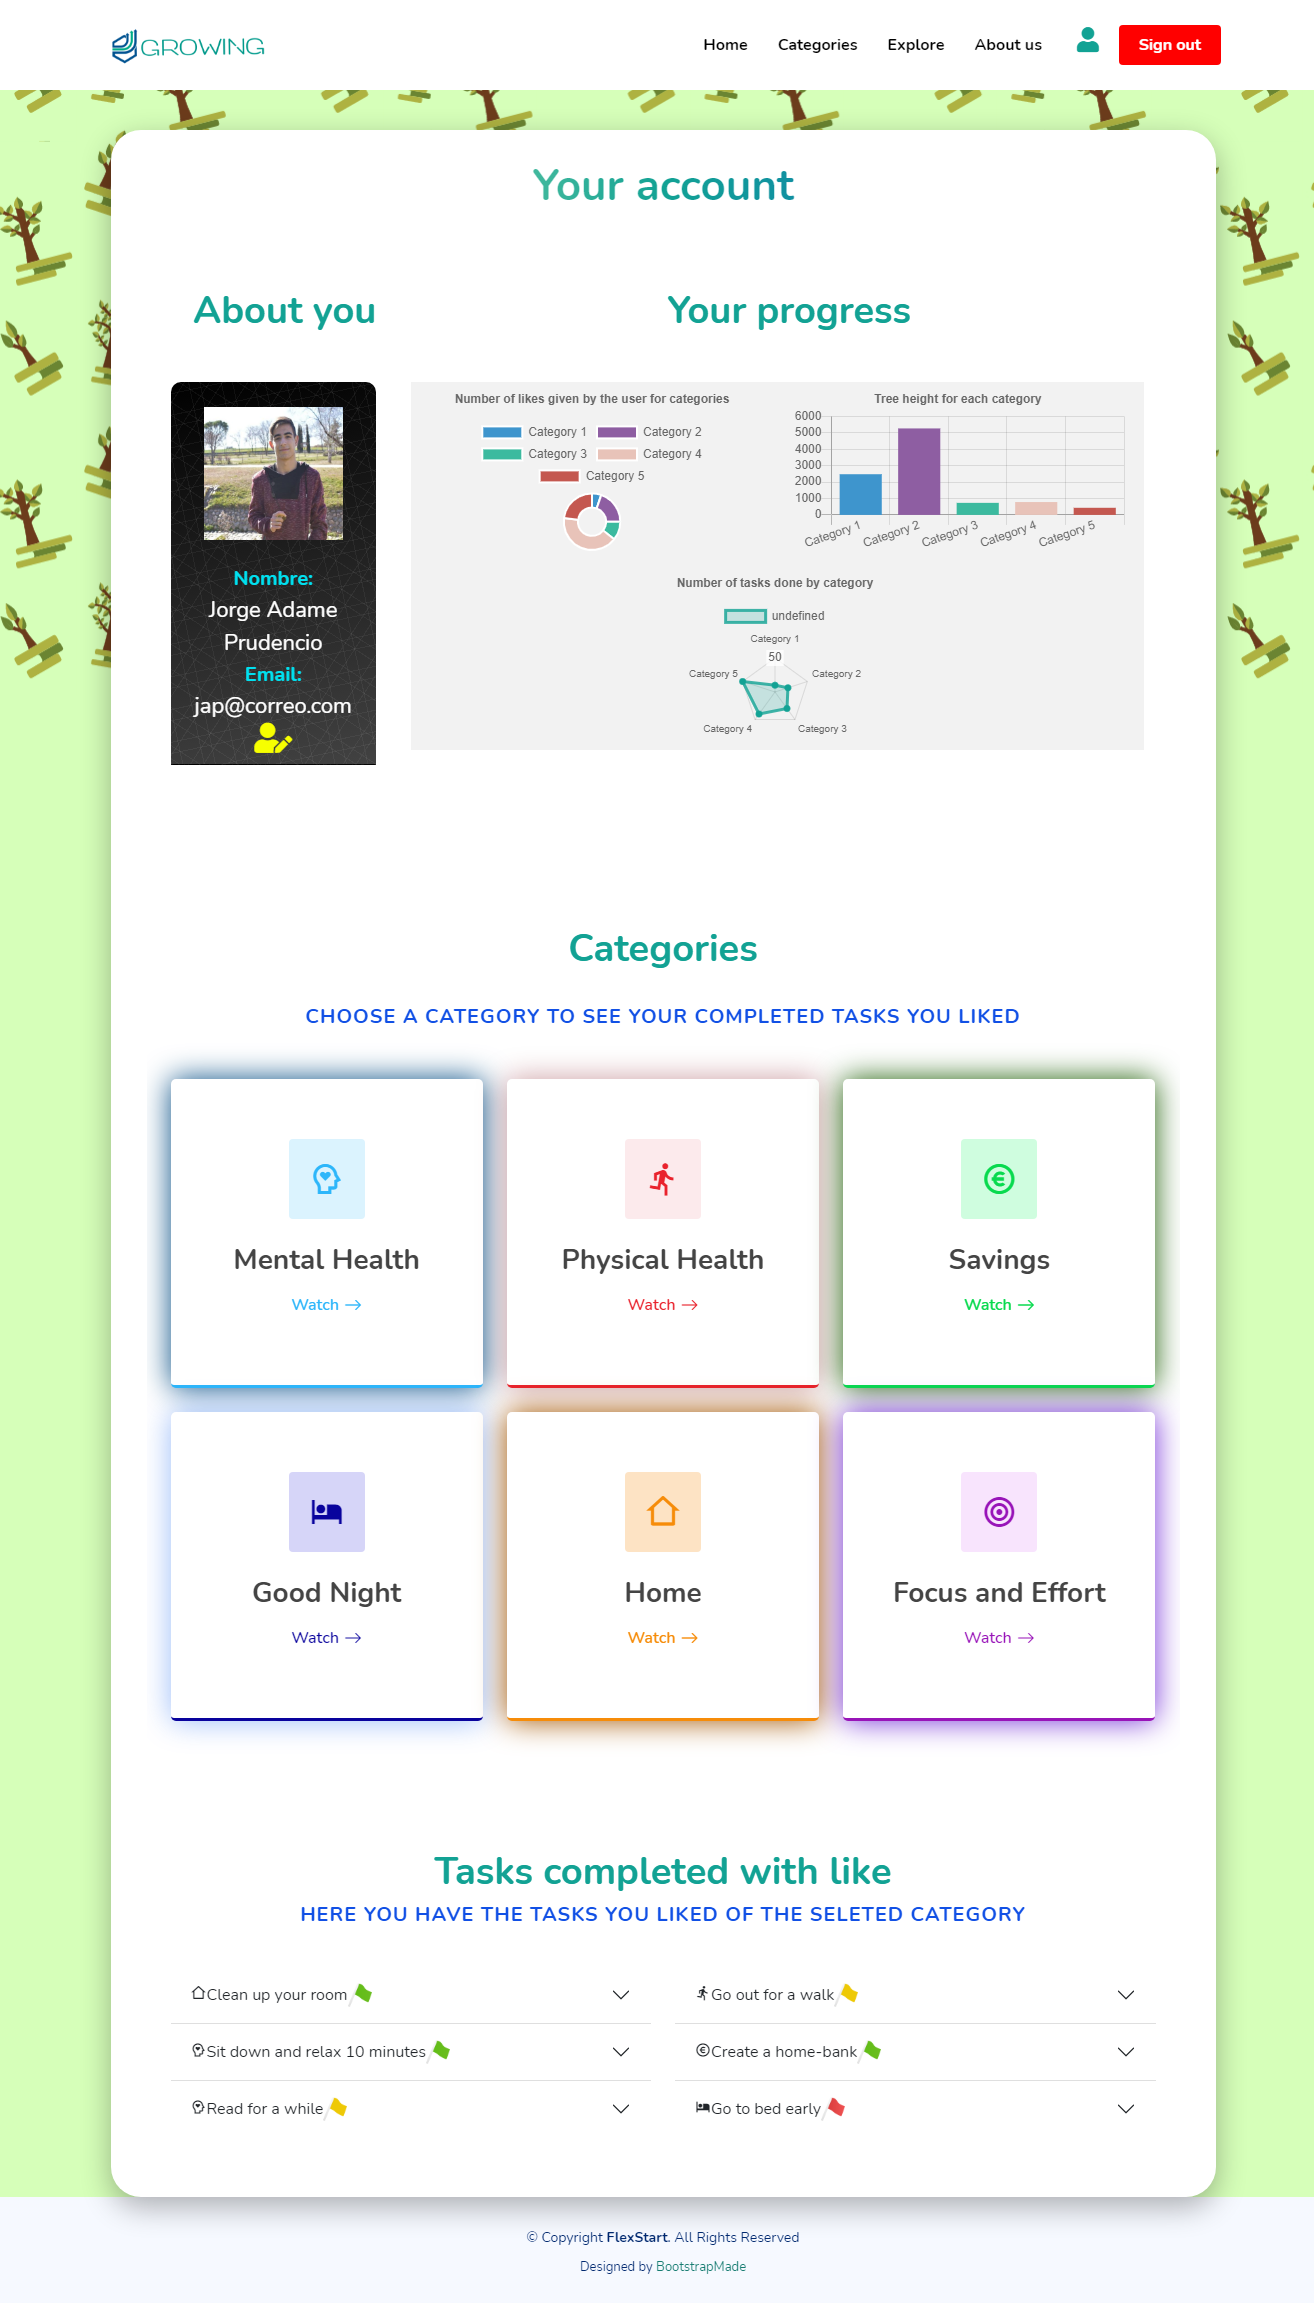 GROWING
Home Categories Explore About us Sign out
Your account
About you
Your progress
Nombre:
Jorge Adame
Prudencio
Email:
jap@correo.com
Number of likes given by the user for categories
Category 1 Category 2
Category 3 Category 4
Category 5
Tree height for each category
6000
5000
4000
3000
2000
1000
0
Category 1 Category 2 Category 3 Category 4 Category 5
Number of tasks done by category
undefined
Category 1
50
Category 5 Category 2
Category 4 Category 3
Categories
CHOOSE A CATEGORY TO SEE YOUR COMPLETED TASKS YOU LIKED
Mental Health
Watch
Physical Health
Watch
Savings
Watch
Good Night
Watch
Home
Watch
Focus and Effort
Watch
Tasks completed with like
HERE YOU HAVE THE TASKS YOU LIKED OF THE SELETED CATEGORY
Clean up your room
Sit down and relax 10 minutes
Read for a while
Go out for a walk
Create a home-bank
Go to bed early
© Copyright FlexStart. All Rights Reserved
Designed by BootstrapMade